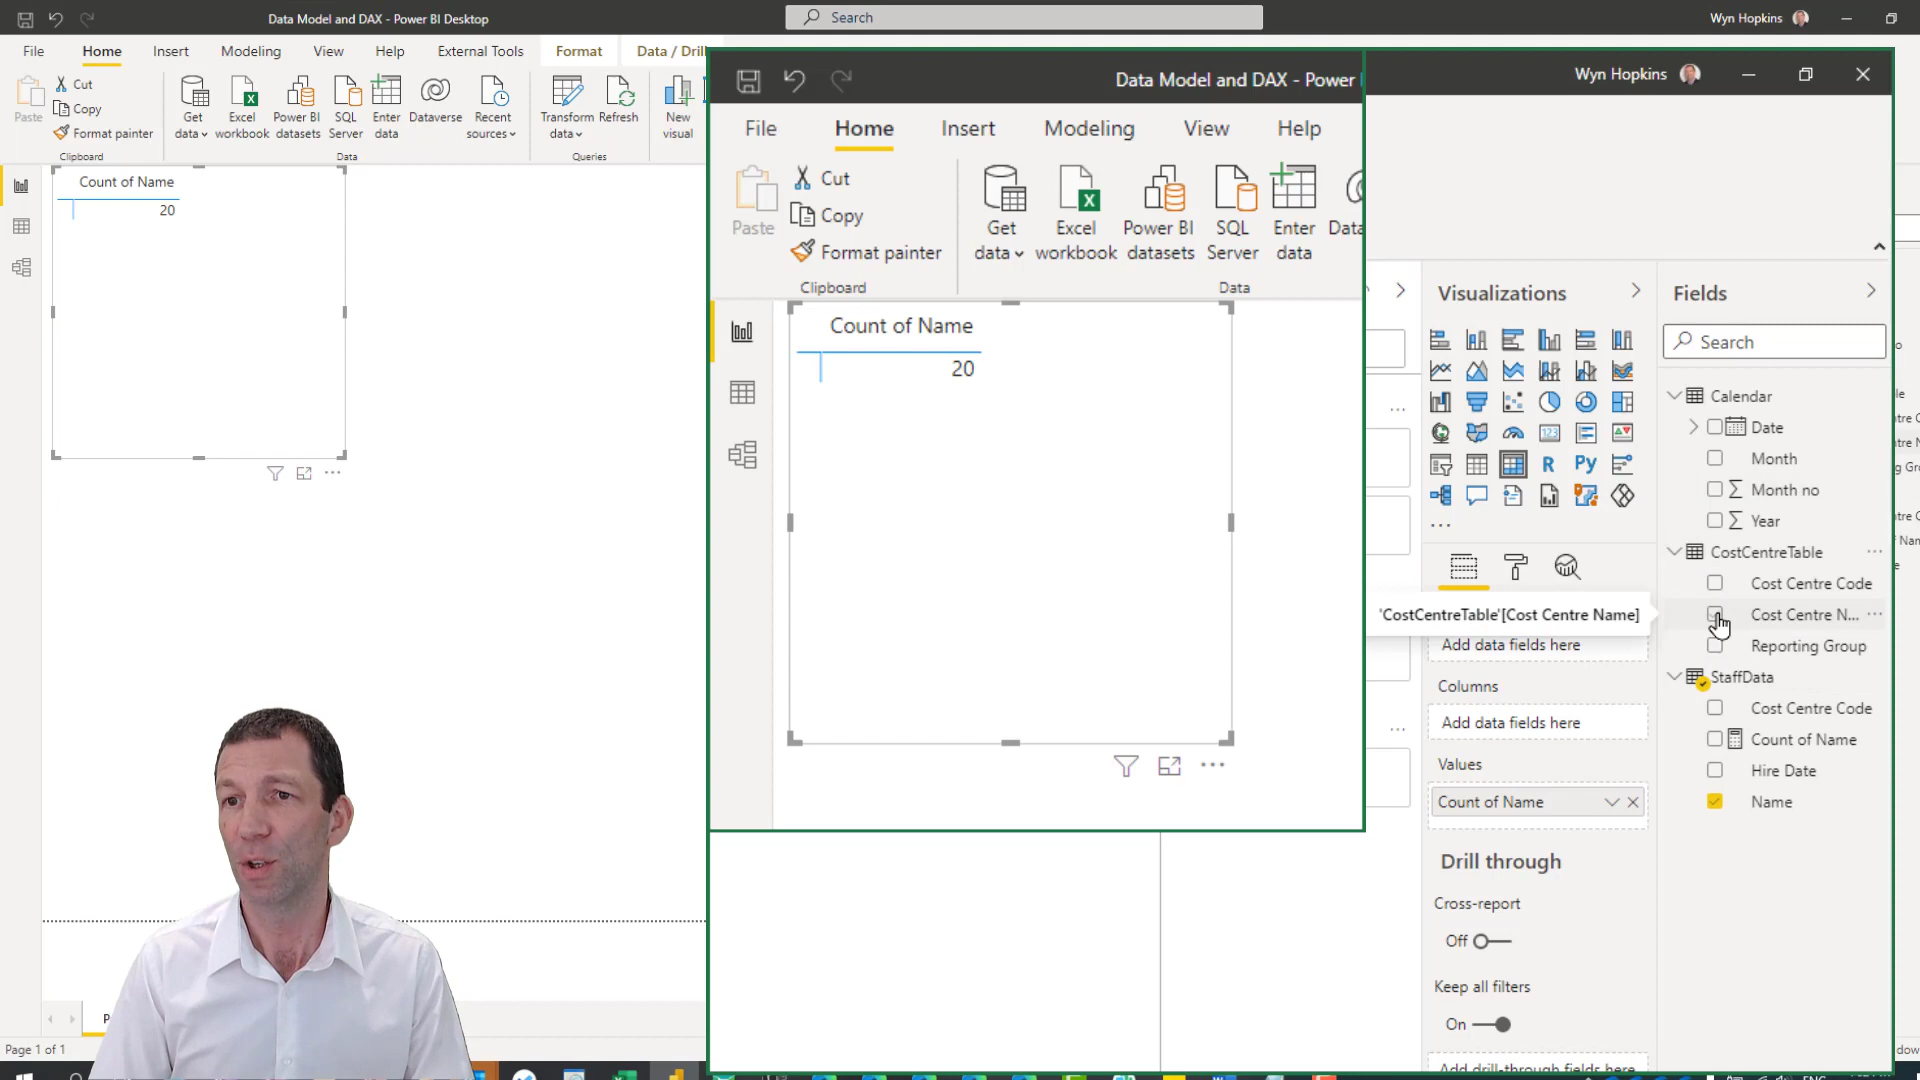 Data Model and DAX - Power BI Desktop
Search
Wyn Hopkins
File
Home
Insert
Modeling
View
Help
External Tools
Format
Data / Drill
Paste
Cut
Copy
Format painter
Clipboard
Get
data
Excel
workbook
Power BI
datasets
SQL
Server
Enter
data
Dataverse
Recent
sources
Data
Transform
data
Refresh
Queries
New
visual
Count of Name
20
Page 1 of 1
Data Model and DAX - Power
Wyn Hopkins
File
Home
Insert
Modeling
View
Help
Paste
Cut
Copy
Format painter
Clipboard
Get
data
Excel
workbook
Power BI
datasets
SQL
Server
Enter
data
Data
Count of Name
20
Visualizations
R
Py
123
'CostCentreTable'[Cost Centre Name]
Add data fields here
Columns
Add data fields here
Values
Count of Name
Drill through
Cross-report
Off
Keep all filters
On
Add drill-through fields here
Fields
Search
Calendar
Date
Month
Month no
Year
CostCentreTable
Cost Centre Code
Cost Centre N...
Reporting Group
StaffData
Cost Centre Code
Count of Name
Hire Date
Name